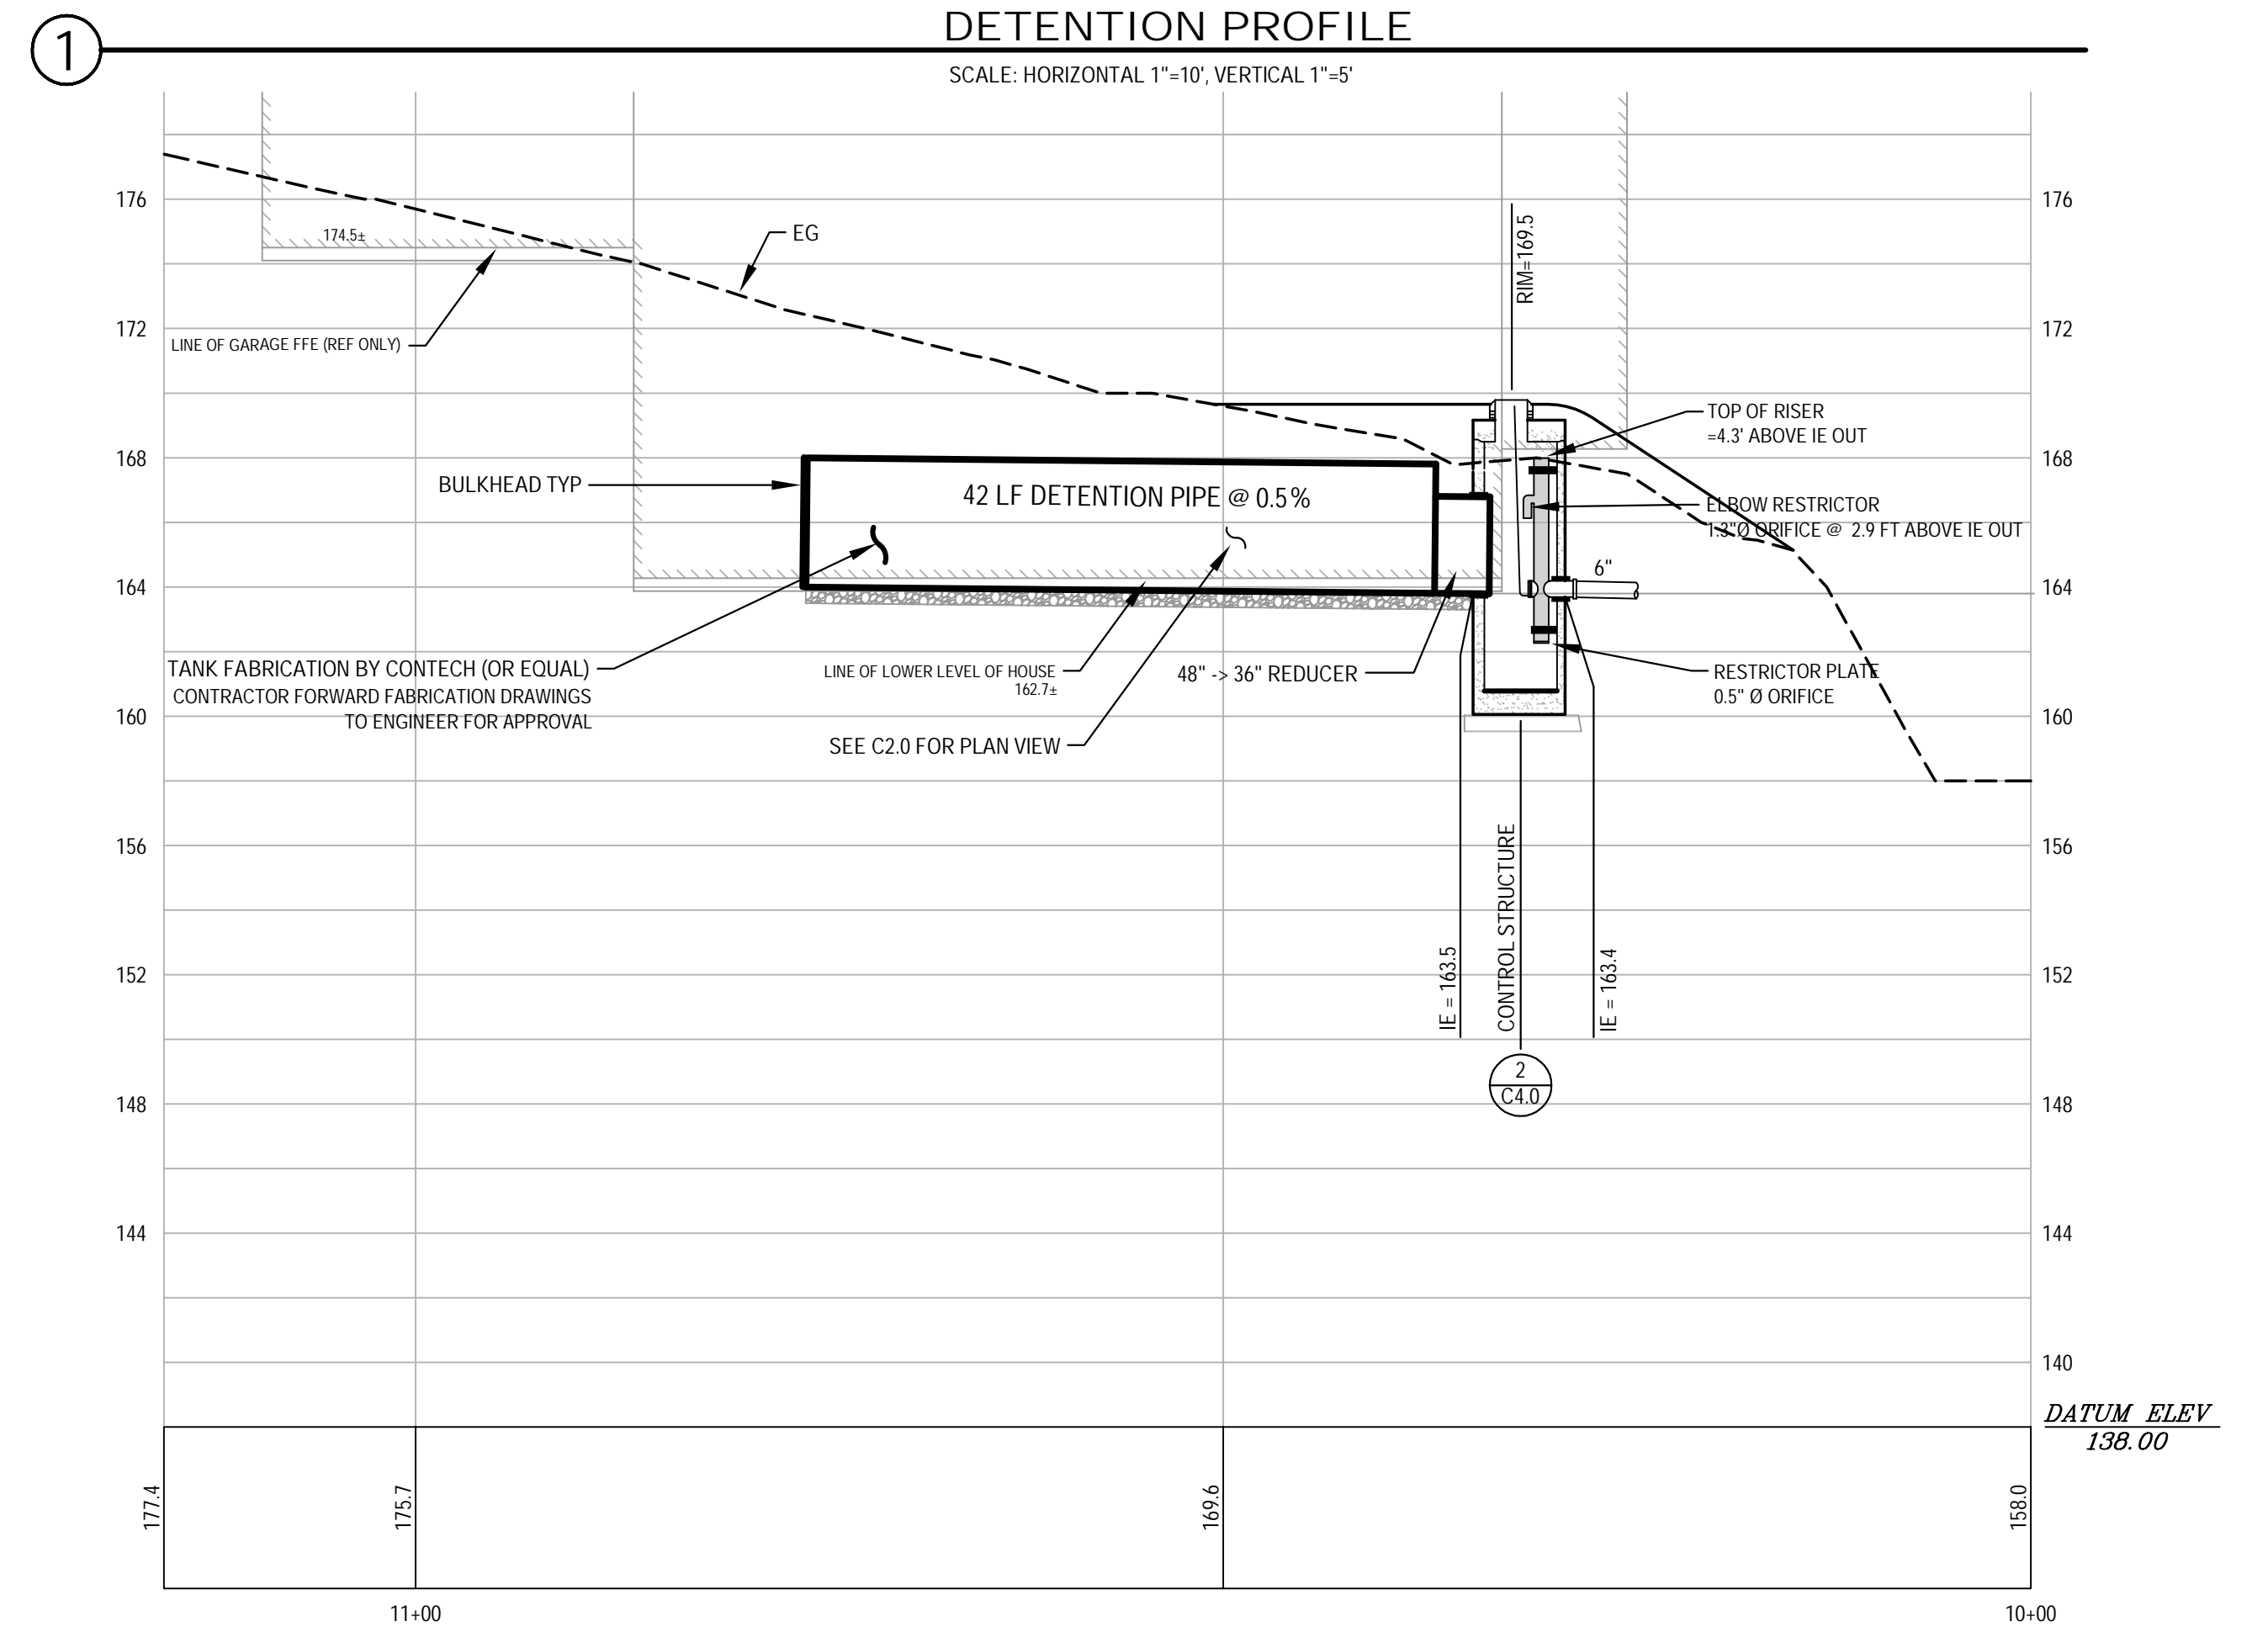 1
DETENTION PROFILE
SCALE: HORIZONTAL 1"=10', VERTICAL 1"=5'
176
172
168
164
160
156
152
148
144
174.5±
LINE OF GARAGE FFE (REF ONLY)
EG
RIM=169.5
TOP OF RISER
=4.3' ABOVE IE OUT
BULKHEAD TYP
42 LF DETENTION PIPE @ 0.5%
ELBOW RESTRICTOR
1.3"Ø ORIFICE @ 2.9 FT ABOVE IE OUT
6"
TANK FABRICATION BY CONTECH (OR EQUAL)
CONTRACTOR FORWARD FABRICATION DRAWINGS
TO ENGINEER FOR APPROVAL
LINE OF LOWER LEVEL OF HOUSE
162.7±
48" -> 36" REDUCER
RESTRICTOR PLATE
0.5" Ø ORIFICE
SEE C2.0 FOR PLAN VIEW
IE = 163.5
CONTROL STRUCTURE
IE = 163.4
2
C4.0
176
172
168
164
160
156
152
148
144
140
DATUM ELEV
138.00
177.4
175.7
169.6
158.0
11+00
10+00